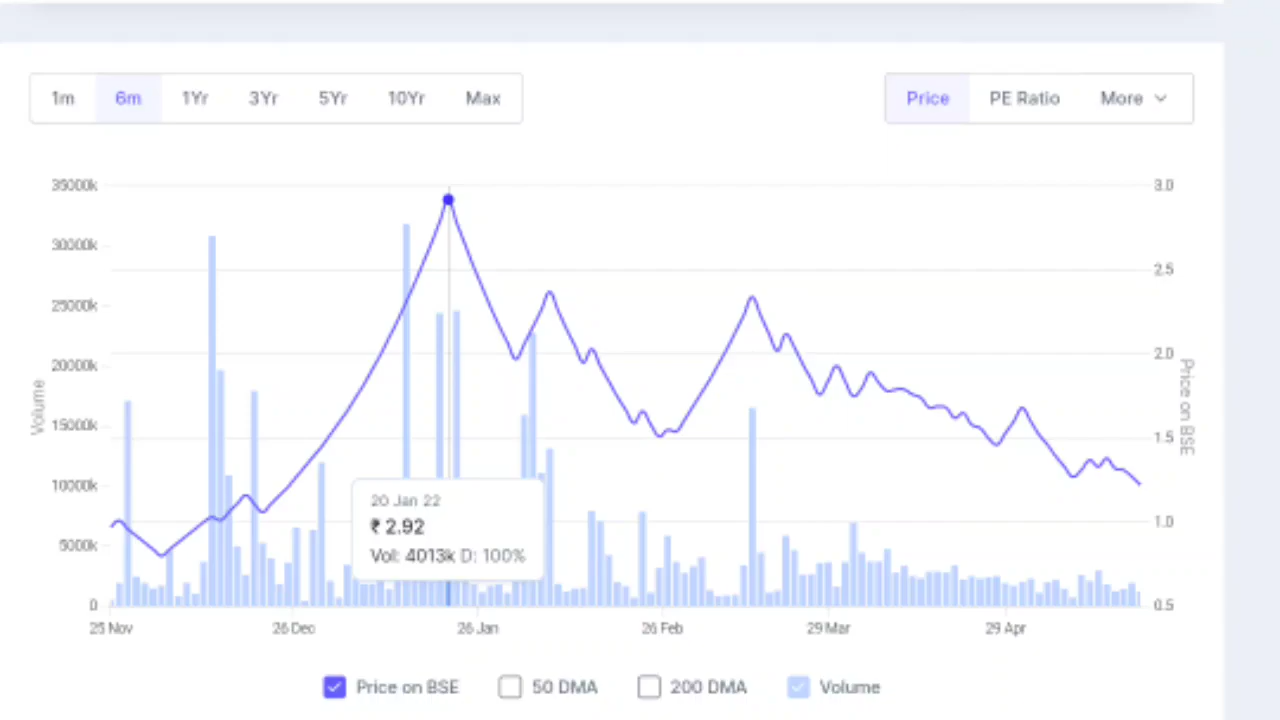 1m 6m 1Yr 3Yr 5Yr 10Yr Max
Price PE Ratio More
35000k
30000k
25000k
20000k
15000k
10000k
5000k
0
Volume
3.0
2.5
2.0
1.5
1.0
0.5
Price on BSE
20 Jan 22
₹ 2.92
Vol: 4013k D: 100%
25 Nov 26 Dec 26 Jan 26 Feb 29 Mar 29 Apr
Price on BSE 50 DMA 200 DMA Volume